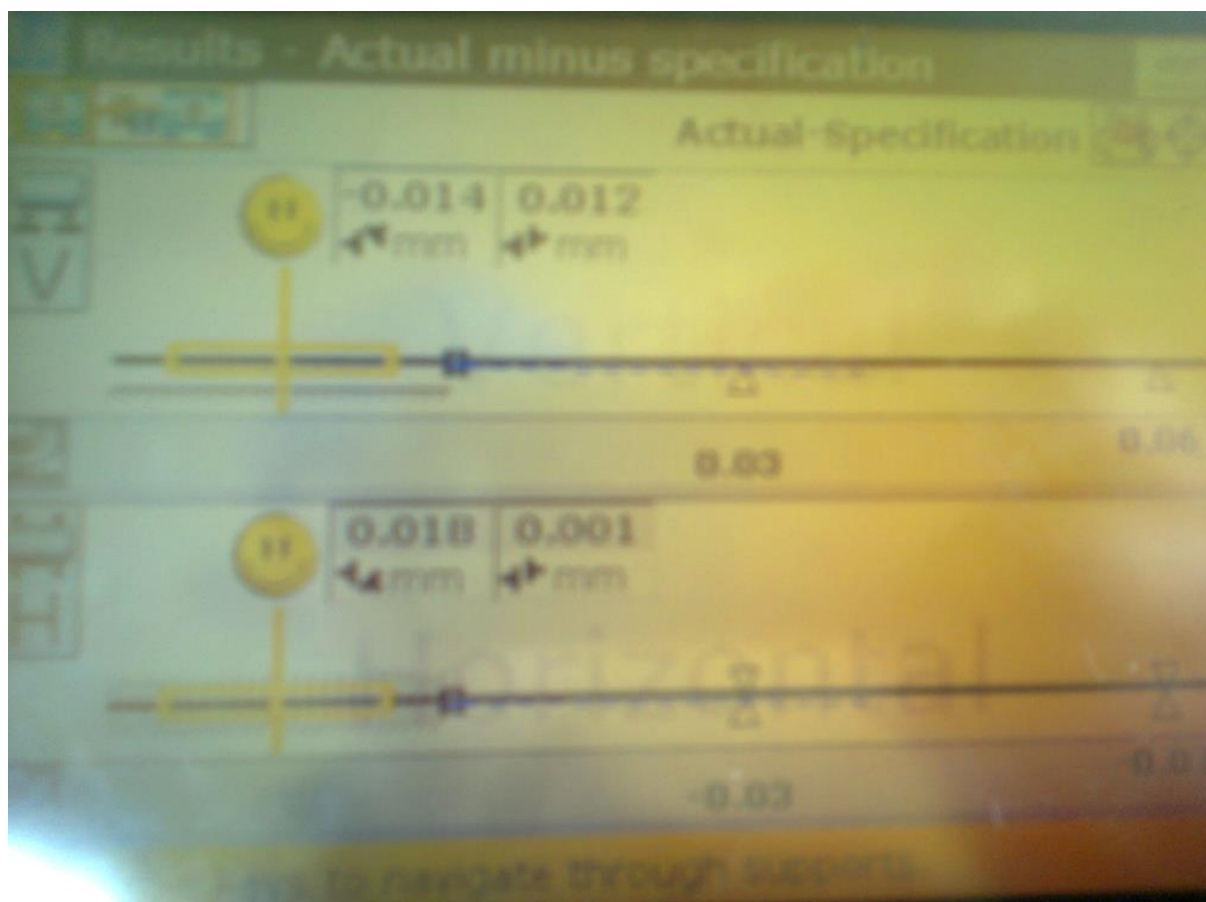 Results - Actual minus specification
Actual-Specification
-0.014 0.012
mm mm
V
Vertical
0.03 0.06
0.018 0.001
mm mm
H
Horizontal
-0.03
to navigate through supports